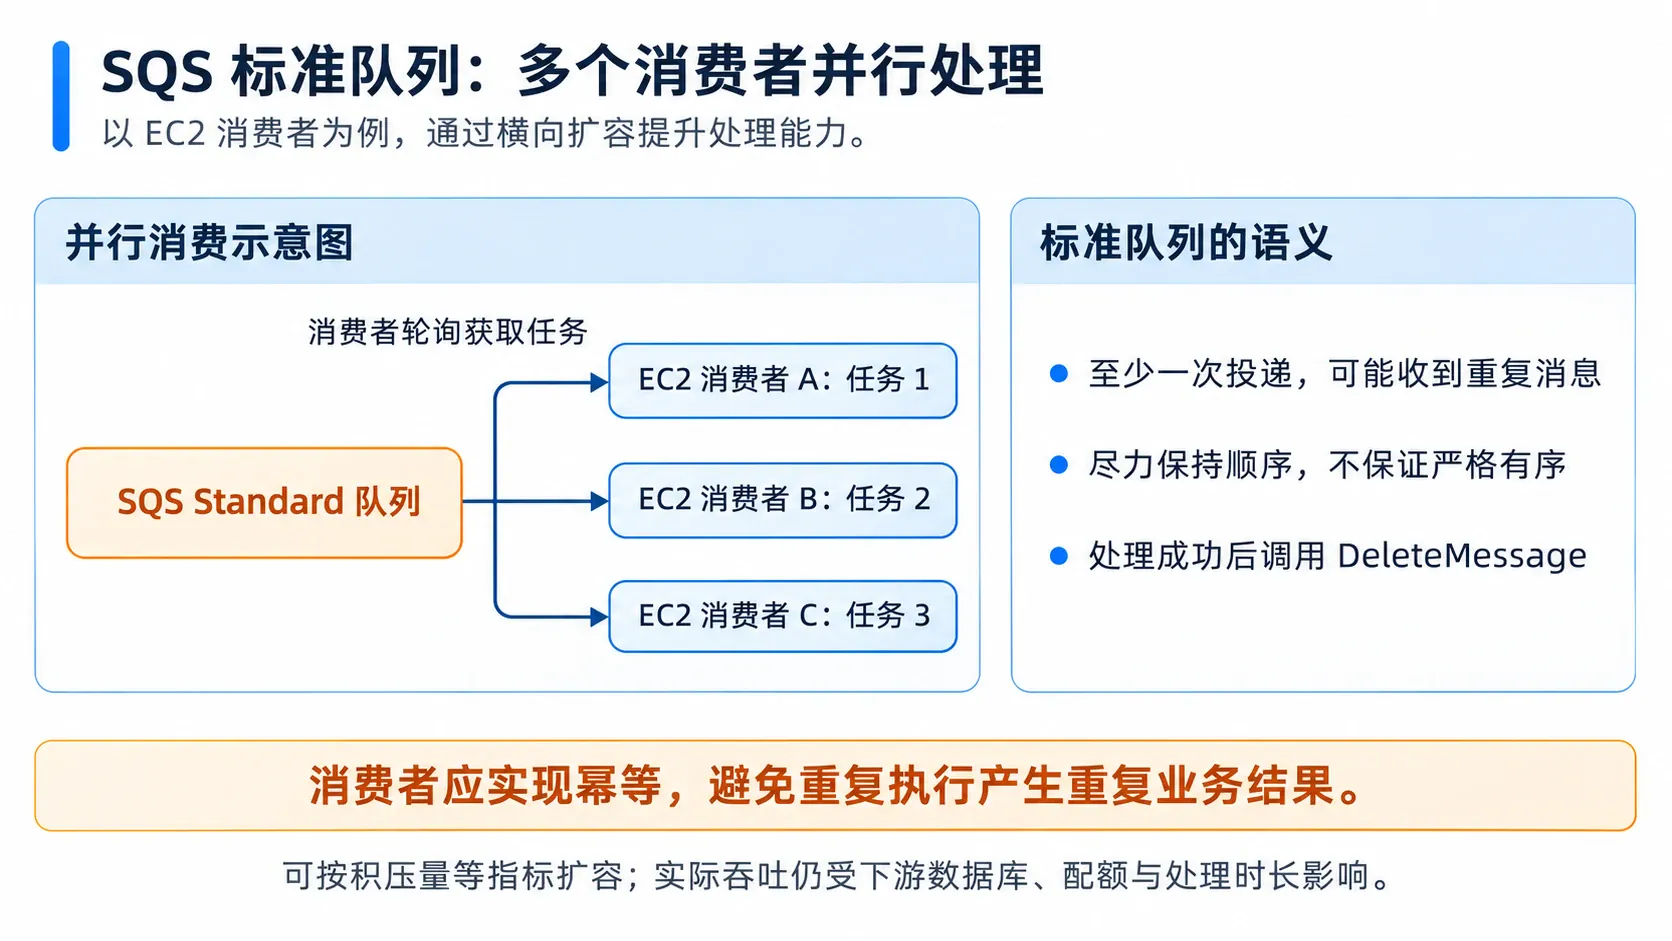 SQS 标准队列：多个消费者并行处理
以 EC2 消费者为例，通过横向扩容提升处理能力。
并行消费示意图
消费者轮询获取任务
SQS Standard 队列
EC2 消费者 A：任务 1
EC2 消费者 B：任务 2
EC2 消费者 C：任务 3
标准队列的语义
至少一次投递，可能收到重复消息
尽力保持顺序，不保证严格有序
处理成功后调用 DeleteMessage
消费者应实现幂等，避免重复执行产生重复业务结果。
可按积压量等指标扩容；实际吞吐仍受下游数据库、配额与处理时长影响。